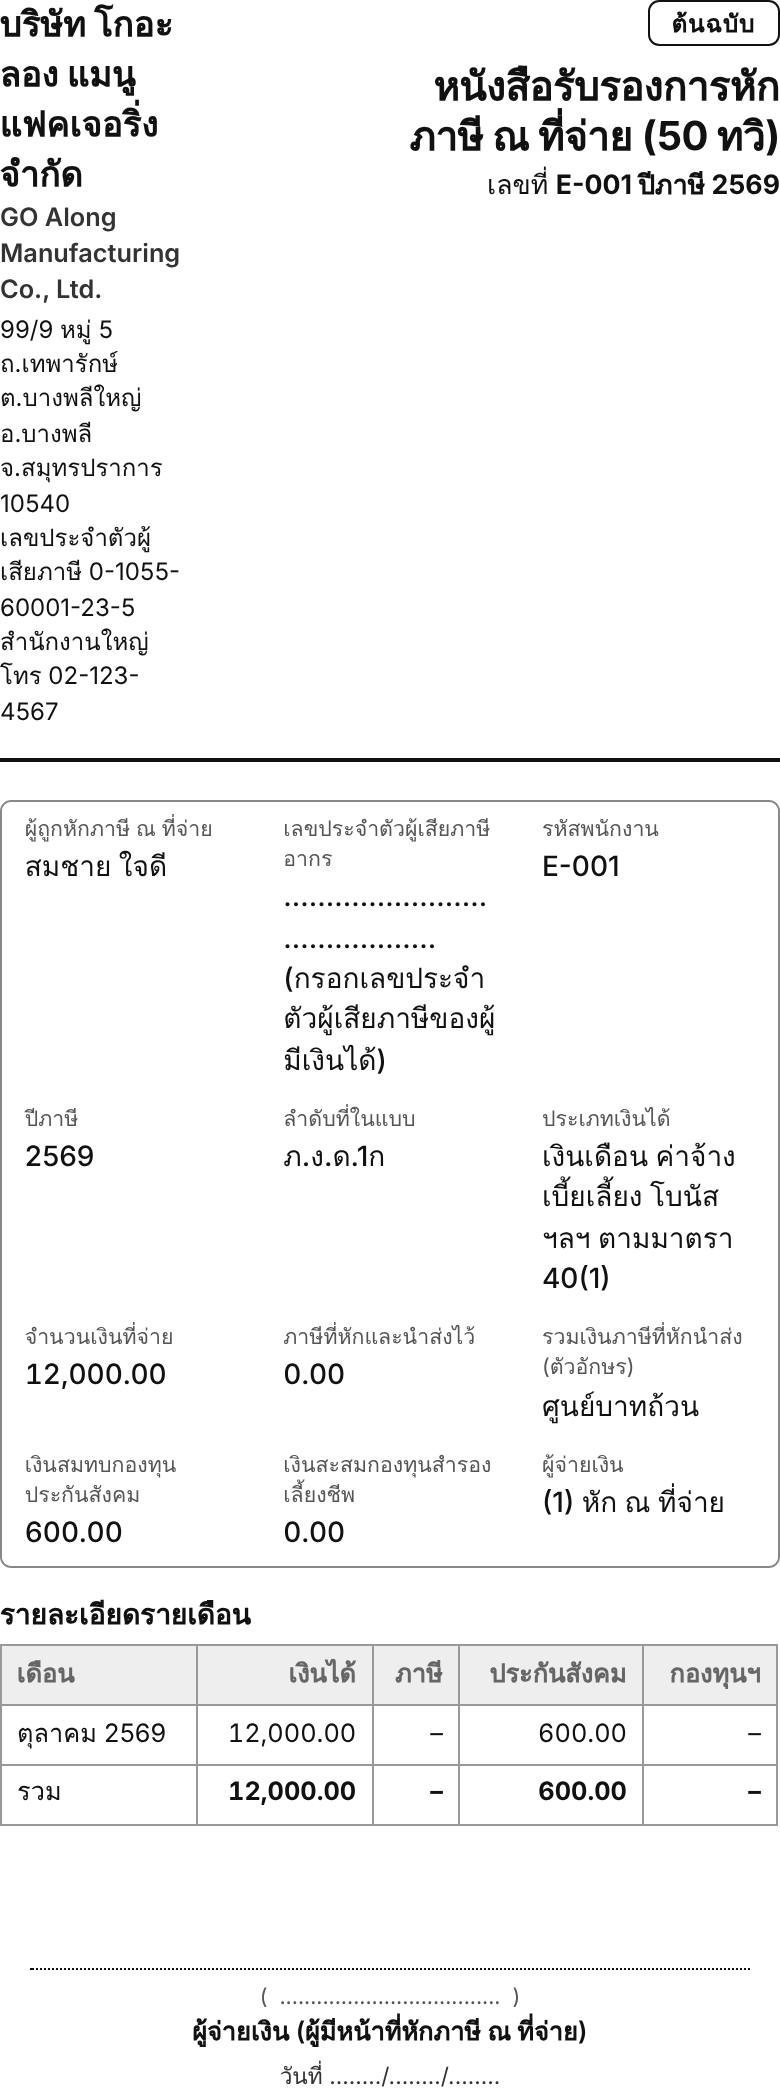 บริษัท โกอะ
ลอง แมนู
แฟคเจอริ่ง
จำกัด
GO Along
Manufacturing
Co., Ltd.
99/9 หมู่ 5
ถ.เทพารักษ์
ต.บางพลีใหญ่
อ.บางพลี
จ.สมุทรปราการ
10540
เลขประจำตัวผู้
เสียภาษี 0-1055-
60001-23-5
สำนักงานใหญ่
โทร 02-123-
4567
ต้นฉบับ
หนังสือรับรองการหัก
ภาษี ณ ที่จ่าย (50 ทวิ)
เลขที่ E-001 ปีภาษี 2569
ผู้ถูกหักภาษี ณ ที่จ่าย
สมชาย ใจดี
เลขประจำตัวผู้เสียภาษี
อากร
........................
..................
(กรอกเลขประจำ
ตัวผู้เสียภาษีของผู้
มีเงินได้)
รหัสพนักงาน
E-001
ปีภาษี
2569
ลำดับที่ในแบบ
ภ.ง.ด.1ก
ประเภทเงินได้
เงินเดือน ค่าจ้าง
เบี้ยเลี้ยง โบนัส
ฯลฯ ตามมาตรา
40(1)
จำนวนเงินที่จ่าย
12,000.00
ภาษีที่หักและนำส่งไว้
0.00
รวมเงินภาษีที่หักนำส่ง
(ตัวอักษร)
ศูนย์บาทถ้วน
เงินสมทบกองทุน
ประกันสังคม
600.00
เงินสะสมกองทุนสำรอง
เลี้ยงชีพ
0.00
ผู้จ่ายเงิน
(1) หัก ณ ที่จ่าย
รายละเอียดรายเดือน
เดือน เงินได้ ภาษี ประกันสังคม กองทุนฯ
ตุลาคม 2569 12,000.00 – 600.00 –
รวม 12,000.00 – 600.00 –
( .................................... )
ผู้จ่ายเงิน (ผู้มีหน้าที่หักภาษี ณ ที่จ่าย)
วันที่ ......../......../........